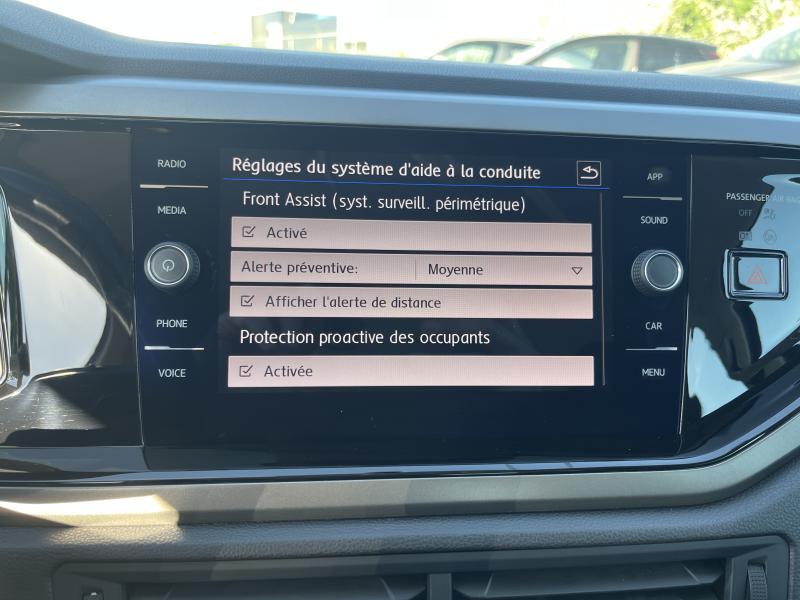 RADIO
MEDIA
PHONE
VOICE
Réglages du système d'aide à la conduite
Front Assist (syst. surveill. périmétrique)
Activé
Alerte préventive: Moyenne
Afficher l'alerte de distance
Protection proactive des occupants
Activée
APP
SOUND
CAR
MENU
PASSENGER AIR BAG
OFF
ON